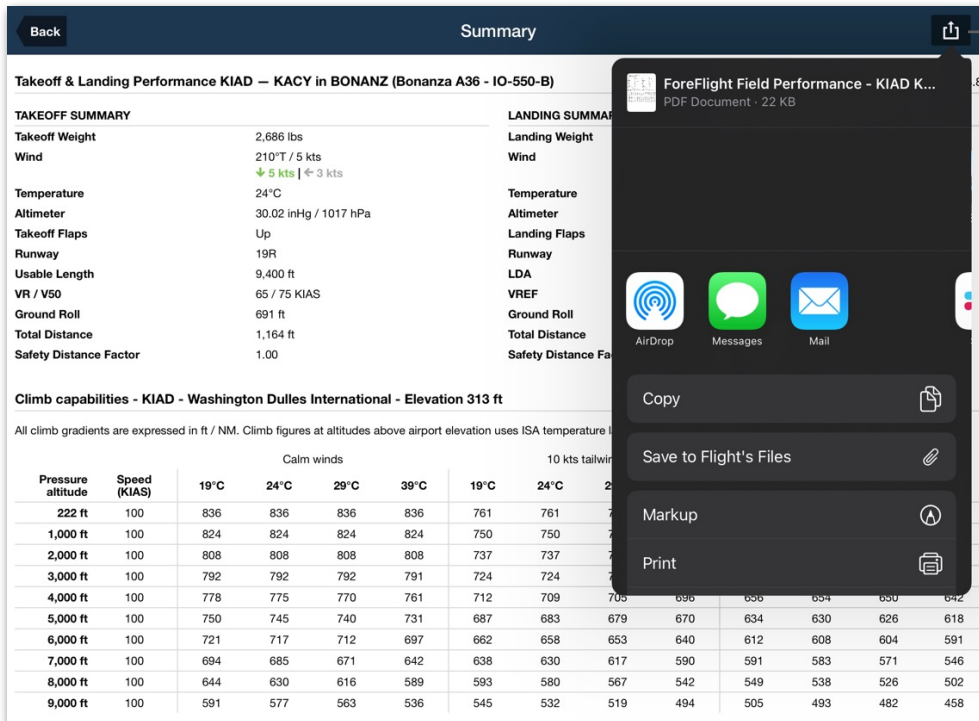 Back
Summary
Takeoff & Landing Performance KIAD — KACY in BONANZ (Bonanza A36 - IO-550-B)
TAKEOFF SUMMARY
Takeoff Weight 2,686 lbs
Wind 210°T / 5 kts
↓ 5 kts | ← 3 kts
Temperature 24°C
Altimeter 30.02 inHg / 1017 hPa
Takeoff Flaps Up
Runway 19R
Usable Length 9,400 ft
VR / V50 65 / 75 KIAS
Ground Roll 691 ft
Total Distance 1,164 ft
Safety Distance Factor 1.00
LANDING
Landing Weight
Wind
Temperature
Altimeter
Landing Flaps
Runway
LDA
VREF
Ground Roll
Total Distance
Safety Distance
ForeFlight Field Performance - KIAD K...
PDF Document · 22 KB
AirDrop
Messages
Mail
Copy
Save to Flight's Files
Markup
Print
Climb capabilities - KIAD - Washington Dulles International - Elevation 313 ft
All climb gradients are expressed in ft / NM. Climb figures at altitudes above airport elevation uses ISA temperature
Calm winds 10 kts
Pressure altitude Speed (KIAS) 19°C 24°C 29°C 39°C 19°C 24°C
222 ft 100 836 836 836 836 761 761
1,000 ft 100 824 824 824 824 750 750
2,000 ft 100 808 808 808 808 737 737
3,000 ft 100 792 792 792 791 724 724
4,000 ft 100 778 775 770 761 712 709 705 696 656 654 650 642
5,000 ft 100 750 745 740 731 687 683 679 670 634 630 626 618
6,000 ft 100 721 717 712 697 662 658 653 640 612 608 604 591
7,000 ft 100 694 685 671 642 638 630 617 590 591 583 571 546
8,000 ft 100 644 630 616 589 593 580 567 542 549 538 526 502
9,000 ft 100 591 577 563 536 545 532 519 494 505 493 482 458